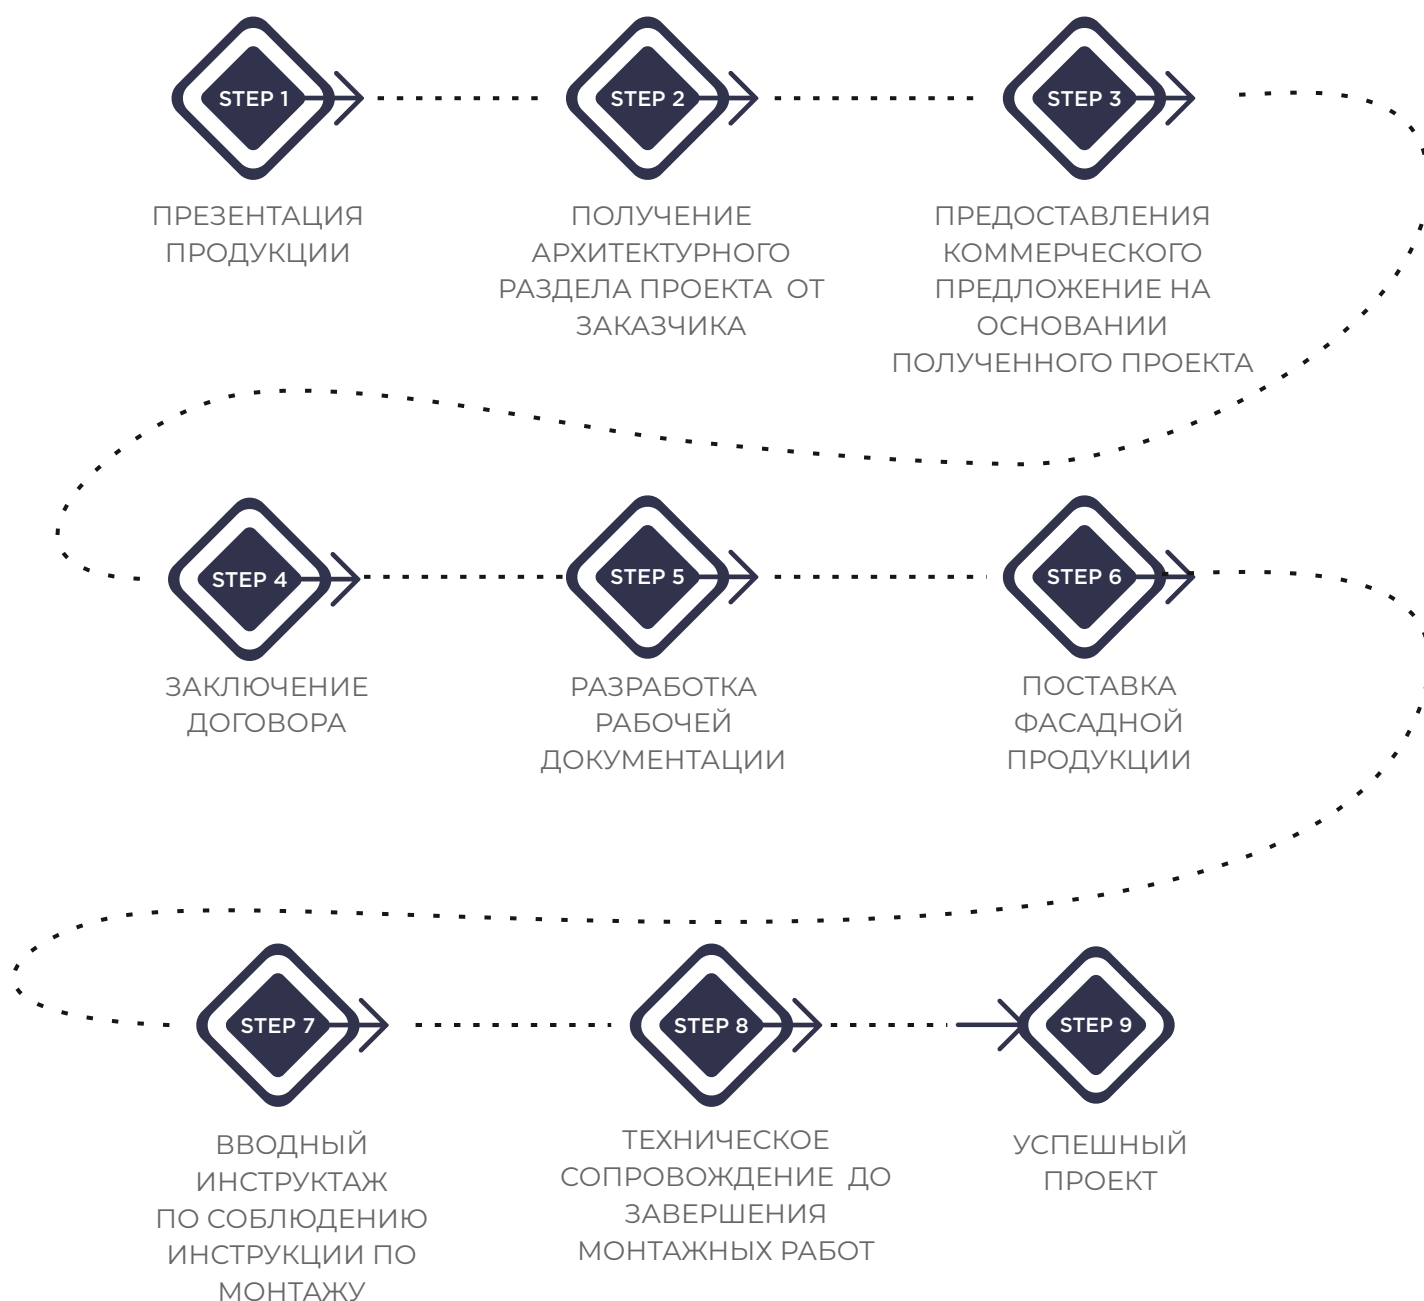 STEP 1
ПРЕЗЕНТАЦИЯ
ПРОДУКЦИИ
STEP 2
ПОЛУЧЕНИЕ
АРХИТЕКТУРНОГО
РАЗДЕЛА ПРОЕКТА ОТ
ЗАКАЗЧИКА
STEP 3
ПРЕДОСТАВЛЕНИЯ
КОММЕРЧЕСКОГО
ПРЕДЛОЖЕНИЕ НА
ОСНОВАНИИ
ПОЛУЧЕННОГО ПРОЕКТА
STEP 4
ЗАКЛЮЧЕНИЕ
ДОГОВОРА
STEP 5
РАЗРАБОТКА
РАБОЧЕЙ
ДОКУМЕНТАЦИИ
STEP 6
ПОСТАВКА
ФАСАДНОЙ
ПРОДУКЦИИ
STEP 7
ВВОДНЫЙ
ИНСТРУКТАЖ
ПО СОБЛЮДЕНИЮ
ИНСТРУКЦИИ ПО
МОНТАЖУ
STEP 8
ТЕХНИЧЕСКОЕ
СОПРОВОЖДЕНИЕ ДО
ЗАВЕРШЕНИЯ
МОНТАЖНЫХ РАБОТ
STEP 9
УСПЕШНЫЙ
ПРОЕКТ